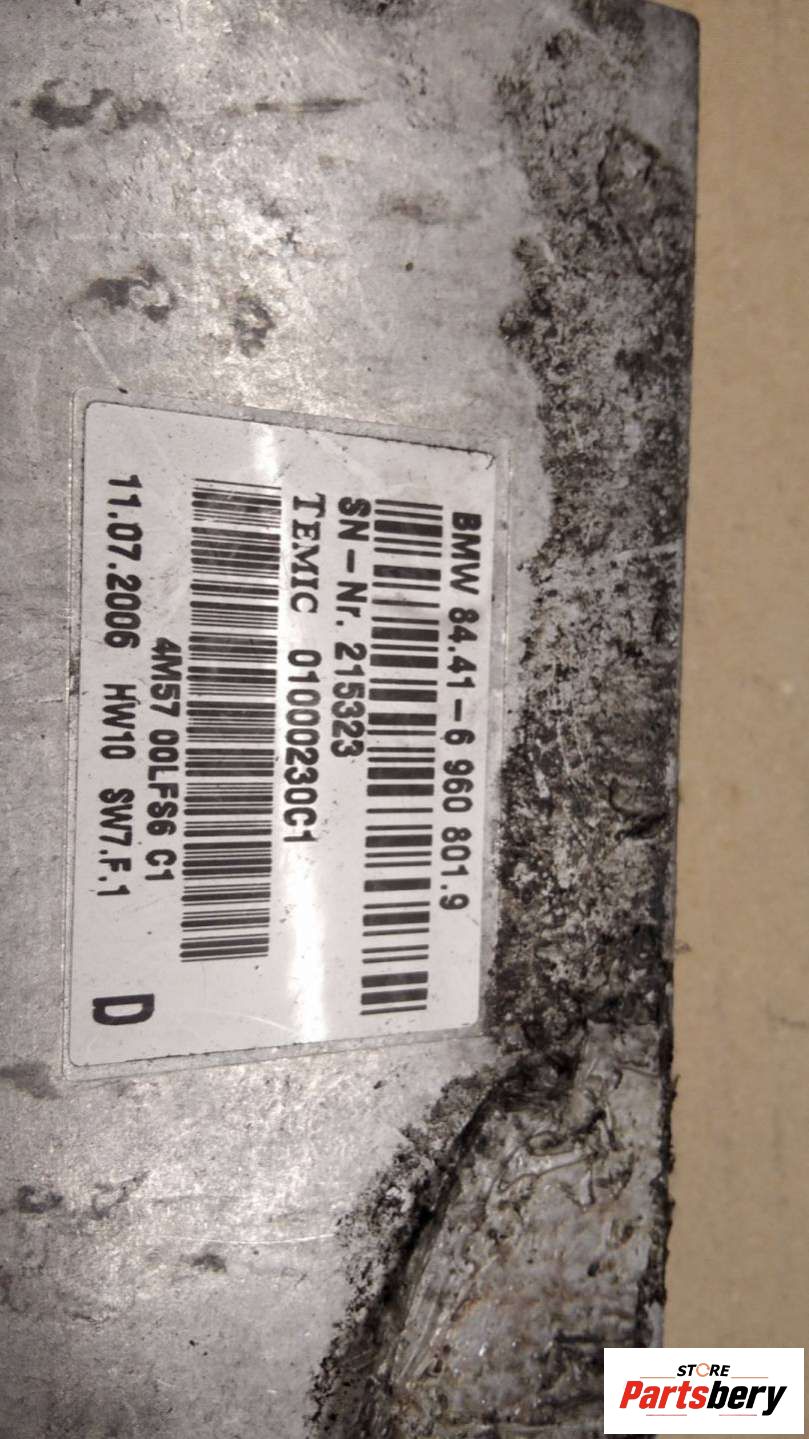 BMW 84.41-6 960 801.9
SN-Nr. 215323
TEMIC 01000230C1
4M57 00LFS6 C1
11.07.2006 HW10 SW7.F.1
D
STORE
Partsbery